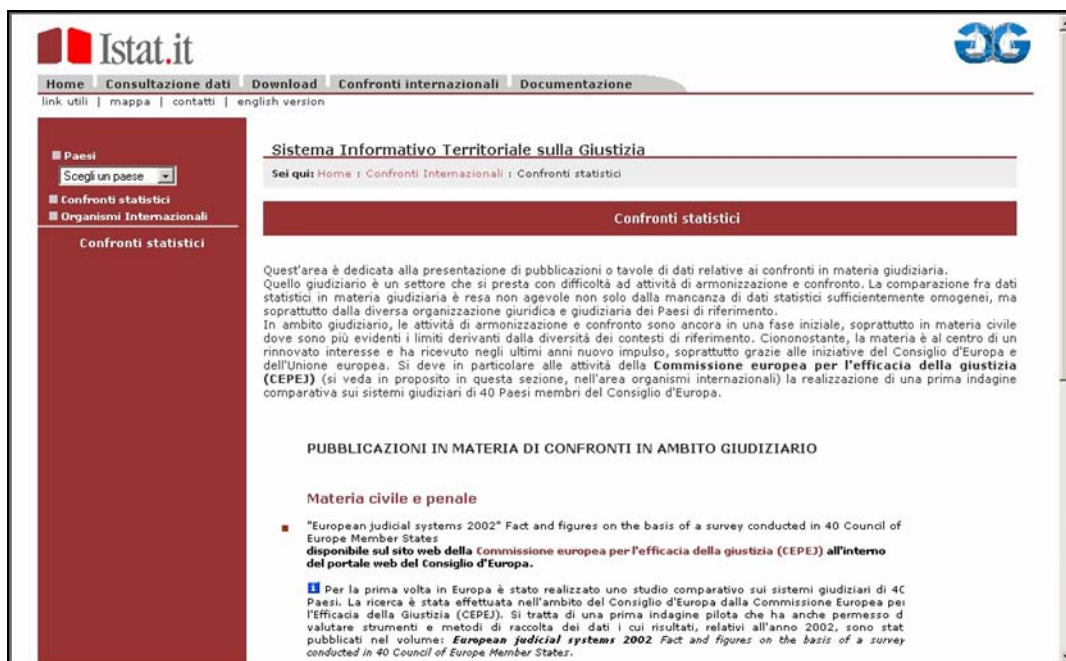 Istat.it
Home Consultazione dati Download Confronti internazionali Documentazione
link utili | mappa | contatti | english version
Paesi
Scegli un paese
Confronti statistici
Organismi Internazionali
Confronti statistici
Sistema Informativo Territoriale sulla Giustizia
Sei qui: Home : Confronti Internazionali : Confronti statistici
Confronti statistici
Quest'area è dedicata alla presentazione di pubblicazioni o tavole di dati relative ai confronti in materia giudiziaria.
Quello giudiziario è un settore che si presta con difficoltà ad attività di armonizzazione e confronto. La comparazione fra dati
statistici in materia giudiziaria è resa non agevole non solo dalla mancanza di dati statistici sufficientemente omogenei, ma
soprattutto dalla diversa organizzazione giuridica e giudiziaria dei Paesi di riferimento.
In ambito giudiziario, le attività di armonizzazione e confronto sono ancora in una fase iniziale, soprattutto in materia civile
dove sono più evidenti i limiti derivanti dalla diversità dei contesti di riferimento. Ciononostante, la materia è al centro di un
rinnovato interesse e ha ricevuto negli ultimi anni nuovo impulso, soprattutto grazie alle iniziative del Consiglio d'Europa e
dell'Unione europea. Si deve in particolare alle attività della Commissione europea per l'efficacia della giustizia
(CEPEJ) (si veda in proposito in questa sezione, nell'area organismi internazionali) la realizzazione di una prima indagine
comparativa sui sistemi giudiziari di 40 Paesi membri del Consiglio d'Europa.
PUBBLICAZIONI IN MATERIA DI CONFRONTI IN AMBITO GIUDIZIARIO
Materia civile e penale
"European judicial systems 2002" Fact and figures on the basis of a survey conducted in 40 Council of
Europe Member States
disponibile sul sito web della Commissione europea per l'efficacia della giustizia (CEPEJ) all'interno
del portale web del Consiglio d'Europa.
Per la prima volta in Europa è stato realizzato uno studio comparativo sui sistemi giudiziari di 40
Paesi. La ricerca è stata effettuata nell'ambito del Consiglio d'Europa dalla Commissione Europea per
l'Efficacia della Giustizia (CEPEJ). Si tratta di una prima indagine pilota che ha anche permesso d
valutare strumenti e metodi di raccolta dei dati i cui risultati, relativi all'anno 2002, sono stat
pubblicati nel volume: European judicial systems 2002 Fact and figures on the basis of a survey
conducted in 40 Council of Europe Member States.